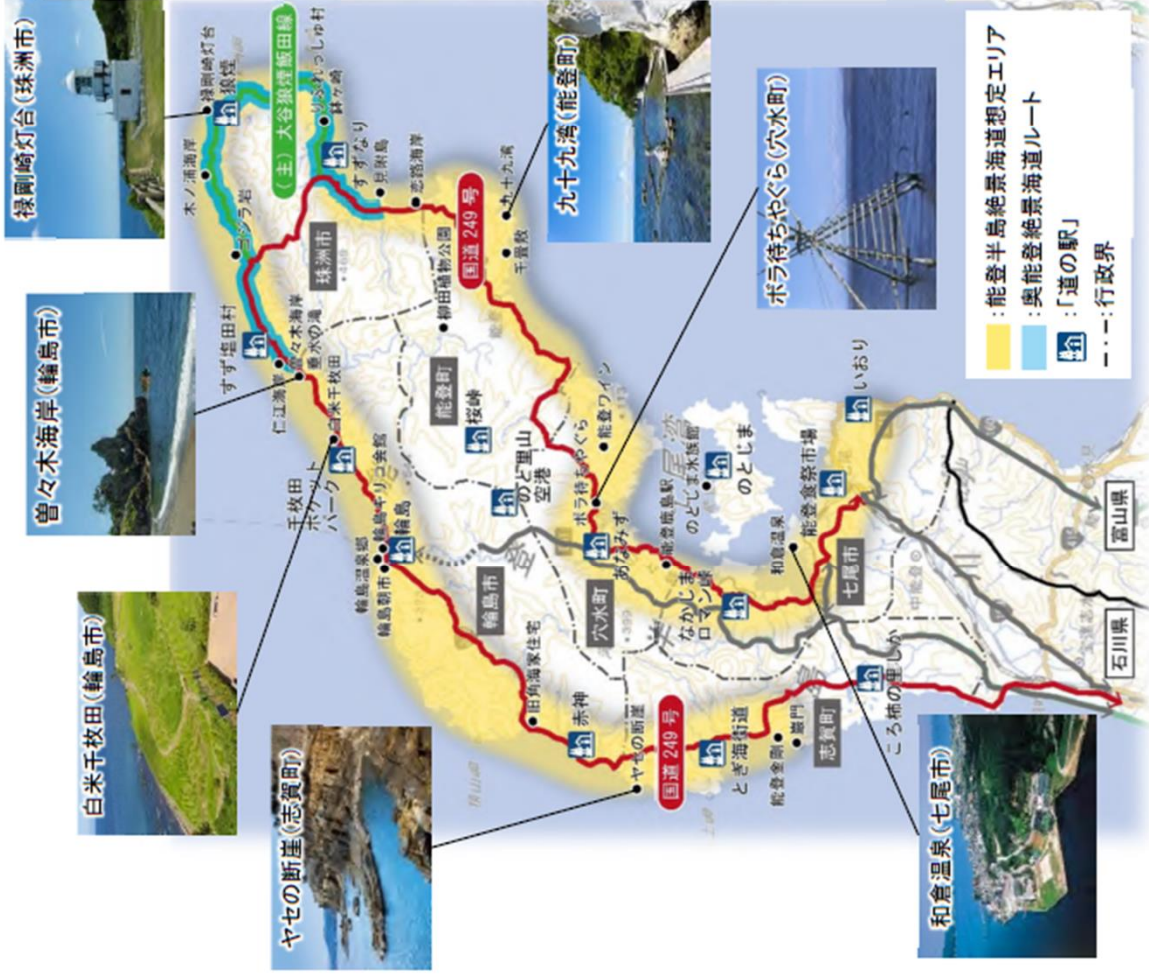 禄剛崎灯台(珠洲市)
曽々木海岸(輪島市)
白米千枚田(輪島市)
ヤセの断崖(志賀町)
九十九湾(能登町)
ボラ待ちやぐら(穴水町)
和倉温泉(七尾市)
禄剛崎灯台
狼煙
木ノ浦海岸
(主)大谷狼煙飯田線
鉢ヶ崎
すずなり
見附島
恋路海岸
ゴジラ岩
珠洲市
すず塩田村
仁江海岸
曽々木海岸
垂水の滝
白米千枚田
千枚田
ポケット
パーク
輪島キリコ会館
輪島
輪島温泉郷
輪島朝市
柳田植物公園
国道249号
九十九湾
千畳敷
能登町
桜峠
のと里山
空港
能登ワイン
ボラ待ちやぐら
あなみず
穴水町
輪島市
能登鹿島駅
のとじま水族館
のとじま
なかじま
ロマン峠
和倉温泉
能登食祭市場
いおり
七尾市
旧角海家住宅
赤神
ヤセの断崖
国道249号
とぎ海街道
能登金剛
巌門
志賀町
ころ柿の里しか
石川県
富山県
:能登半島絶景海道想定エリア
:奥能登絶景海道ルート
:「道の駅」
:行政界